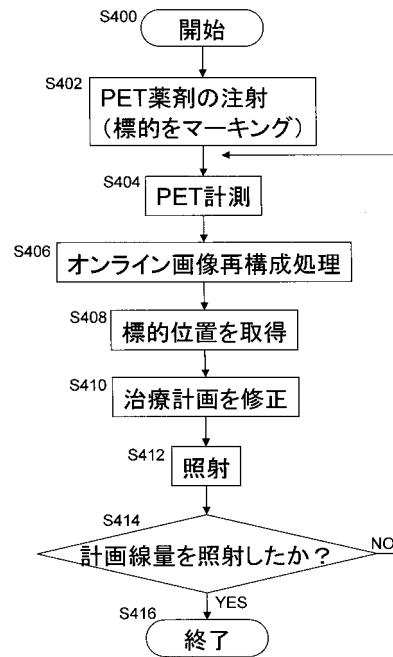 S400
開始
S402
PET薬剤の注射
（標的をマーキング）
S404
PET計測
S406
オンライン画像再構成処理
S408
標的位置を取得
S410
治療計画を修正
S412
照射
S414
計画線量を照射したか？
NO
YES
S416
終了